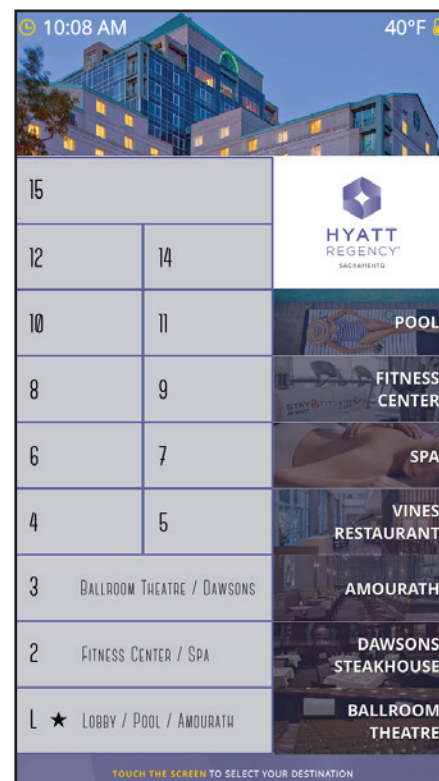 10:08 AM 40°F
15
HYATT
REGENCY®
SACRAMENTO
12 14
10 11
POOL
8 9
FITNESS
CENTER
6 7
SPA
4 5
VINES
RESTAURANT
3 BALLROOM THEATRE / DAWSONS
AMOURATH
2 FITNESS CENTER / SPA
DAWSONS
STEAKHOUSE
L ★ LOBBY / POOL / AMOURATH
BALLROOM
THEATRE
TOUCH THE SCREEN TO SELECT YOUR DESTINATION